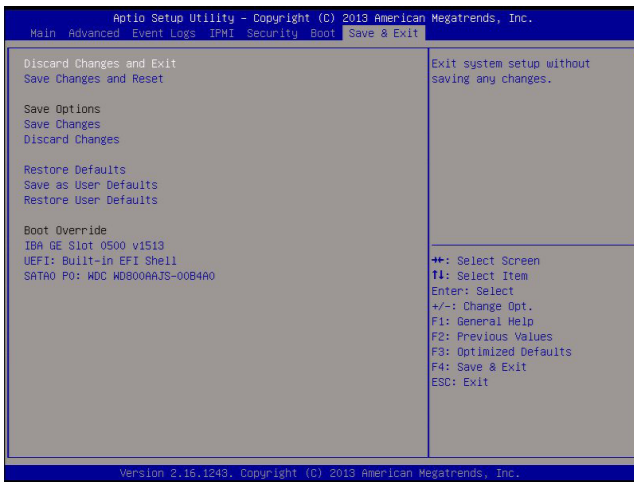 Aptio Setup Utility – Copyright (C) 2013 American Megatrends, Inc.
Main Advanced Event Logs IPMI Security Boot Save & Exit
Discard Changes and Exit
Save Changes and Reset
Save Options
Save Changes
Discard Changes
Restore Defaults
Save as User Defaults
Restore User Defaults
Boot Override
IBA GE Slot 0500 v1513
UEFI: Built-in EFI Shell
SATA0 P0: WDC WD800AAJS-00B4A0
Exit system setup without
saving any changes.
→←: Select Screen
↑↓: Select Item
Enter: Select
+/-: Change Opt.
F1: General Help
F2: Previous Values
F3: Optimized Defaults
F4: Save & Exit
ESC: Exit
Version 2.16.1243. Copyright (C) 2013 American Megatrends, Inc.